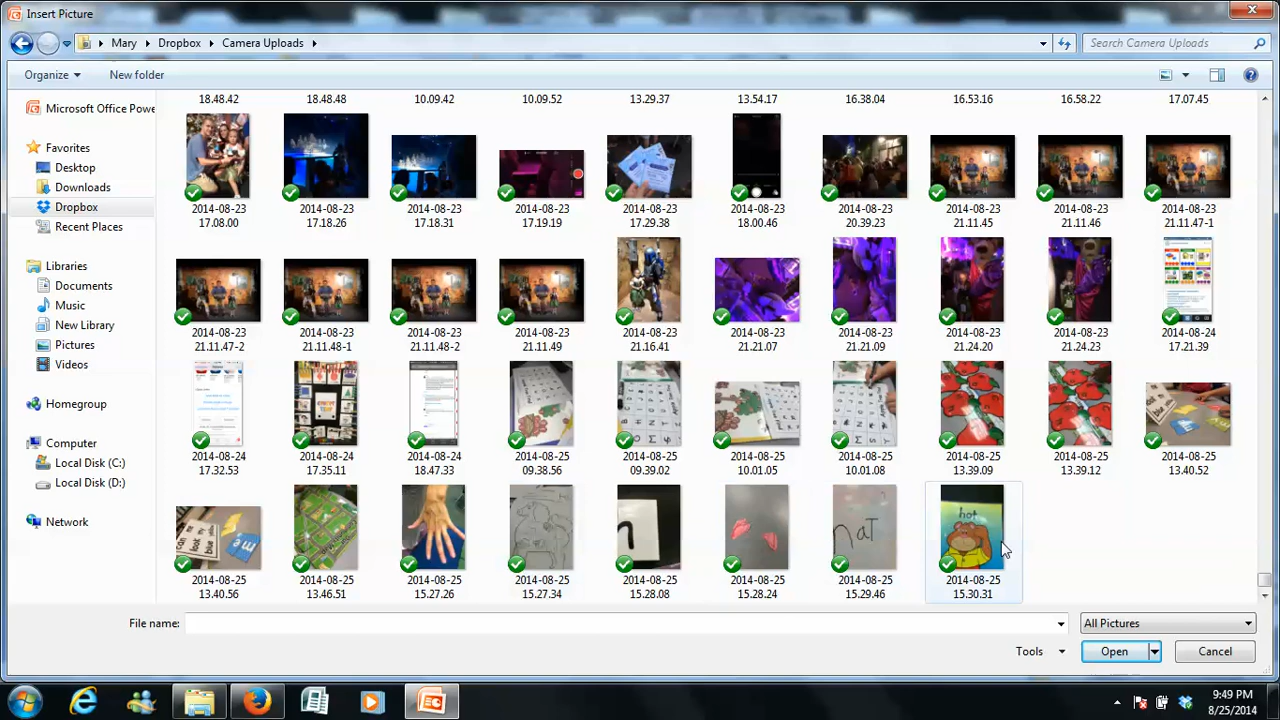 Insert Picture
Mary
Dropbox
Camera Uploads
Search Camera Uploads
Organize
New folder
Microsoft Office Powe
Favorites
Desktop
Downloads
Dropbox
Recent Places
Libraries
Documents
Music
New Library
Pictures
Videos
Homegroup
Computer
Local Disk (C:)
Local Disk (D:)
Network
18.48.42 18.48.48 10.09.42 10.09.52 13.29.37 13.54.17 16.38.04 16.53.16 16.58.22 17.07.45
2014-08-23 2014-08-23 2014-08-23 2014-08-23 2014-08-23 2014-08-23 2014-08-23 2014-08-23 2014-08-23 2014-08-23
17.08.00 17.18.26 17.18.31 17.19.19 17.29.38 18.00.46 20.39.23 21.11.45 21.11.46 21.11.47-1
2014-08-23 2014-08-23 2014-08-23 2014-08-23 2014-08-23 2014-08-23 2014-08-23 2014-08-23 2014-08-23 2014-08-24
21.11.47-2 21.11.48-1 21.11.48-2 21.11.49 21.16.41 21.21.07 21.21.09 21.24.20 21.24.23 17.21.39
2014-08-24 2014-08-24 2014-08-24 2014-08-25 2014-08-25 2014-08-25 2014-08-25 2014-08-25 2014-08-25 2014-08-25
17.32.53 17.35.11 18.47.33 09.38.56 09.39.02 10.01.05 10.01.08 13.39.09 13.39.12 13.40.52
can
look
blue
me
n
naT
hot
2014-08-25 2014-08-25 2014-08-25 2014-08-25 2014-08-25 2014-08-25 2014-08-25 2014-08-25
13.40.56 13.46.51 15.27.26 15.27.34 15.28.08 15.28.24 15.29.46 15.30.31
File name:
All Pictures
Tools
Open
Cancel
9:49 PM
8/25/2014